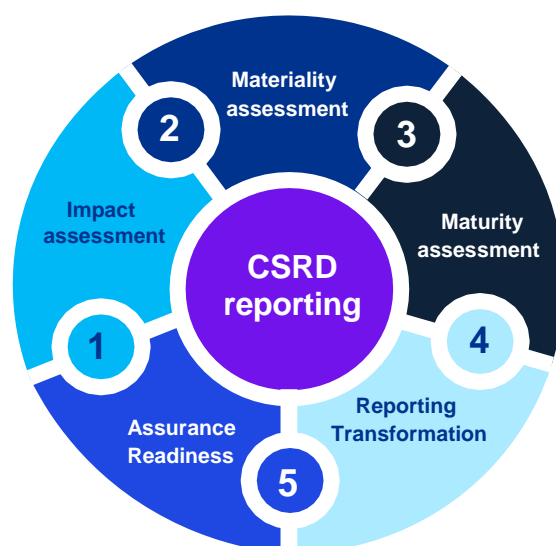 Materiality
assessment
2
3
Impact
assessment
Maturity
assessment
CSRD
reporting
1
4
Reporting
Transformation
Assurance
Readiness
5